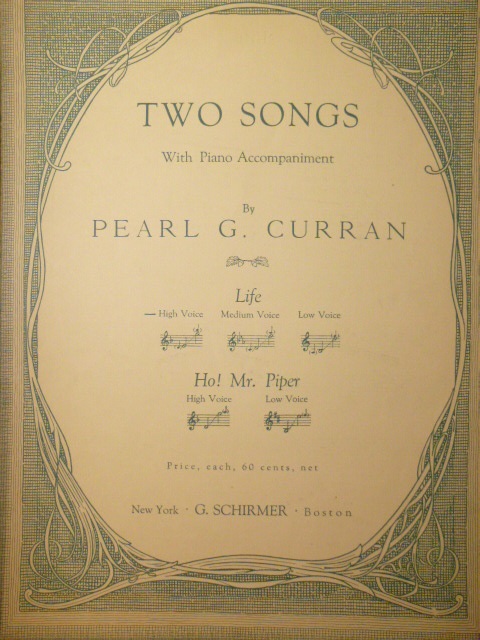 TWO SONGS
With Piano Accompaniment
By
PEARL G. CURRAN
Life
— High Voice Medium Voice Low Voice
Ho! Mr. Piper
High Voice Low Voice
Price, each, 60 cents, net
New York · G. SCHIRMER · Boston